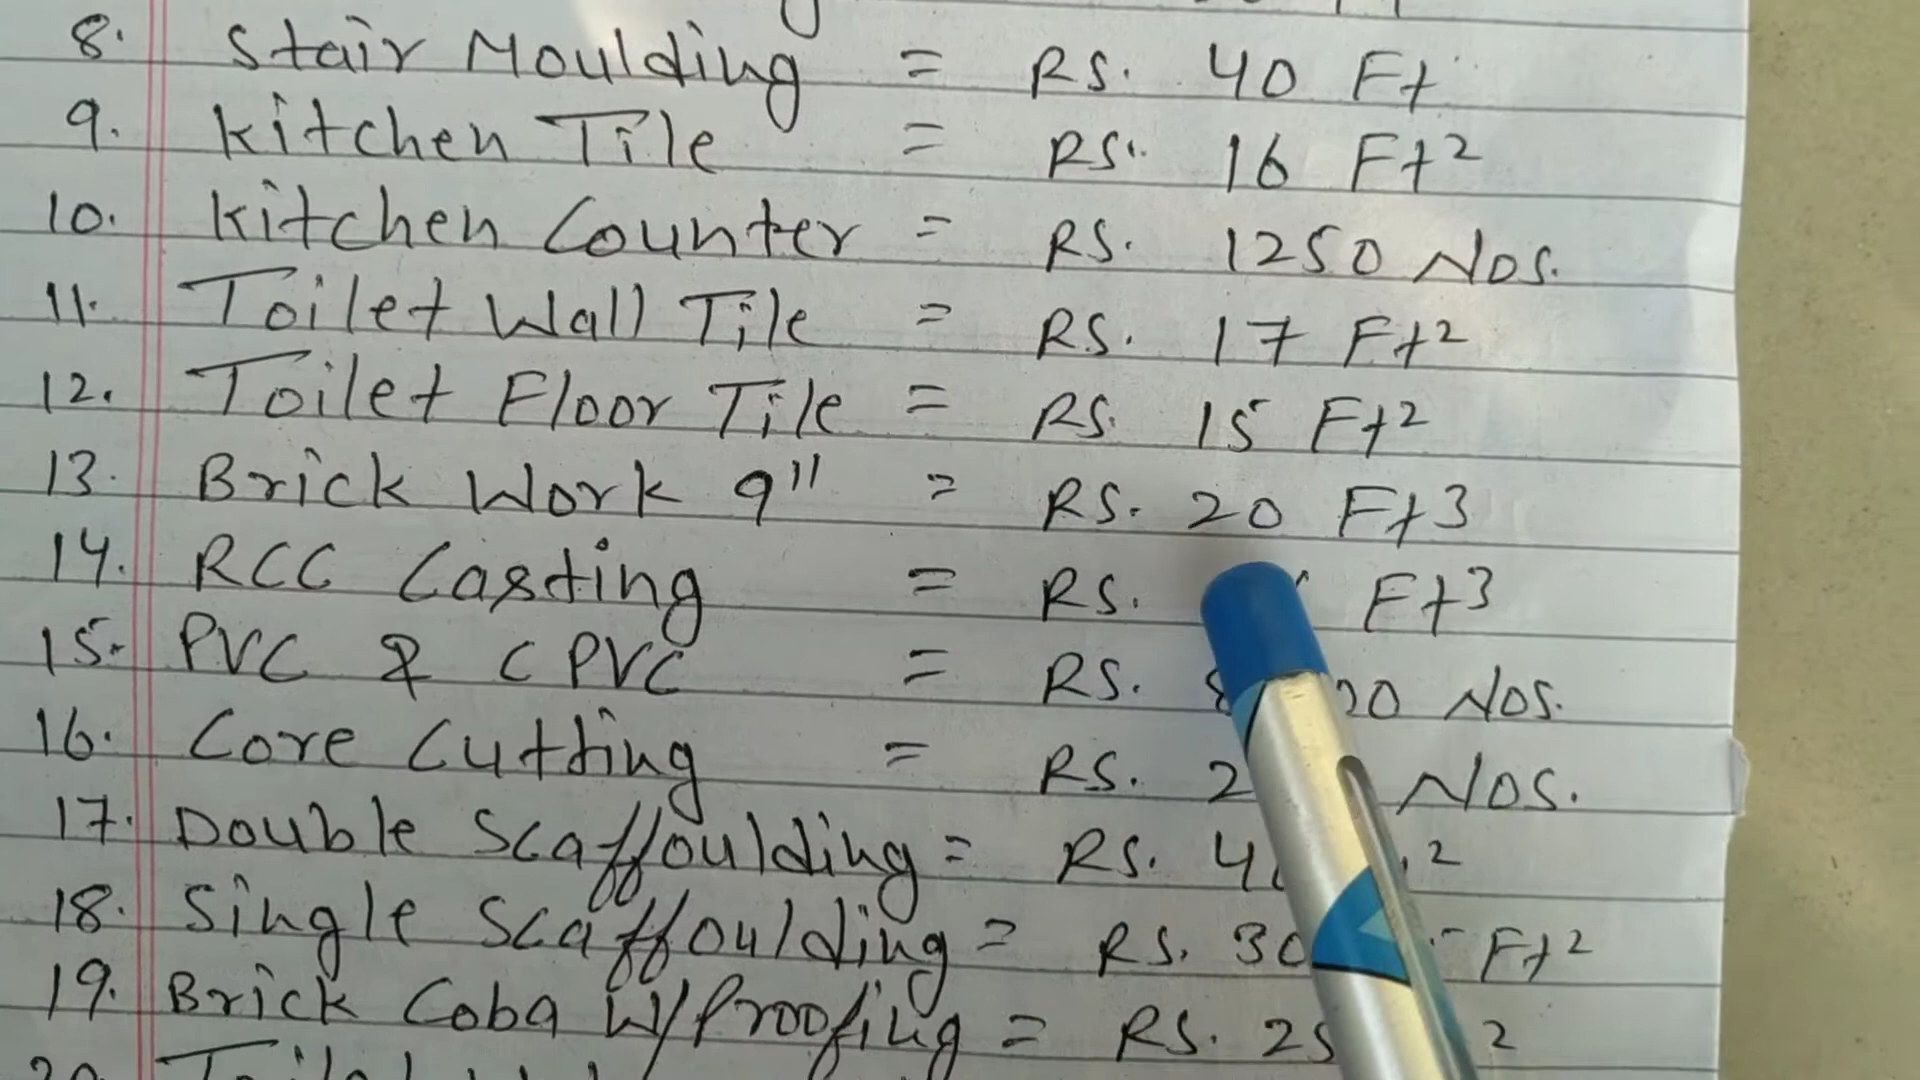 8. Stair Moulding = RS. 40 Ft
9. Kitchen Tile = RS. 16 Ft²
10. Kitchen Counter = RS. 1250 Nos.
11. Toilet Wall Tile = RS. 17 Ft²
12. Toilet Floor Tile = RS. 15 Ft²
13. Brick Work 9" = RS. 20 Ft3
14. RCC Casting = RS. Ft3
15. PVC & CPVC = RS. Nos.
16. Core Cutting = RS. Nos.
17. Double Scaffoulding = RS.
18. Single Scaffoulding = RS. Ft²
19. Brick Coba W/Proofing = RS.